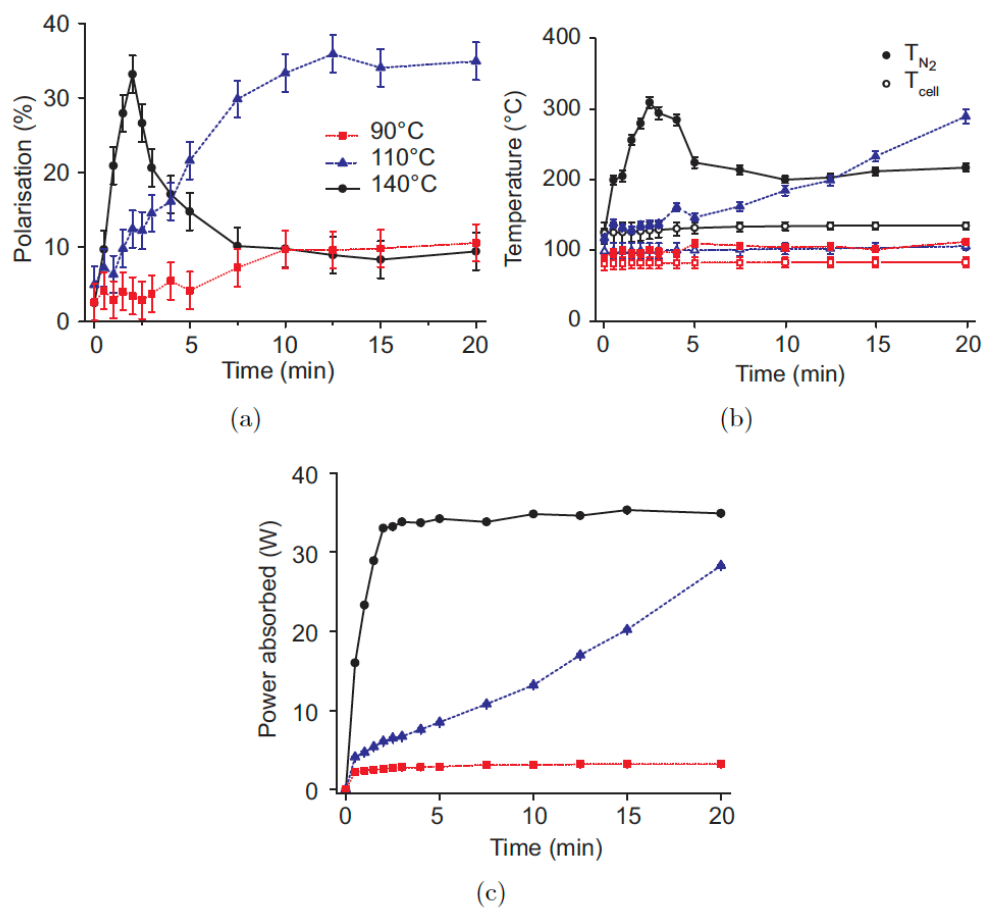 40
30
20
10
0
Polarisation (%)
90°C
110°C
140°C
0 5 10 15 20
Time (min)
(a)
400
300
200
100
0
Temperature (°C)
T_N2
T_cell
0 5 10 15 20
Time (min)
(b)
40
30
20
10
0
Power absorbed (W)
0 5 10 15 20
Time (min)
(c)